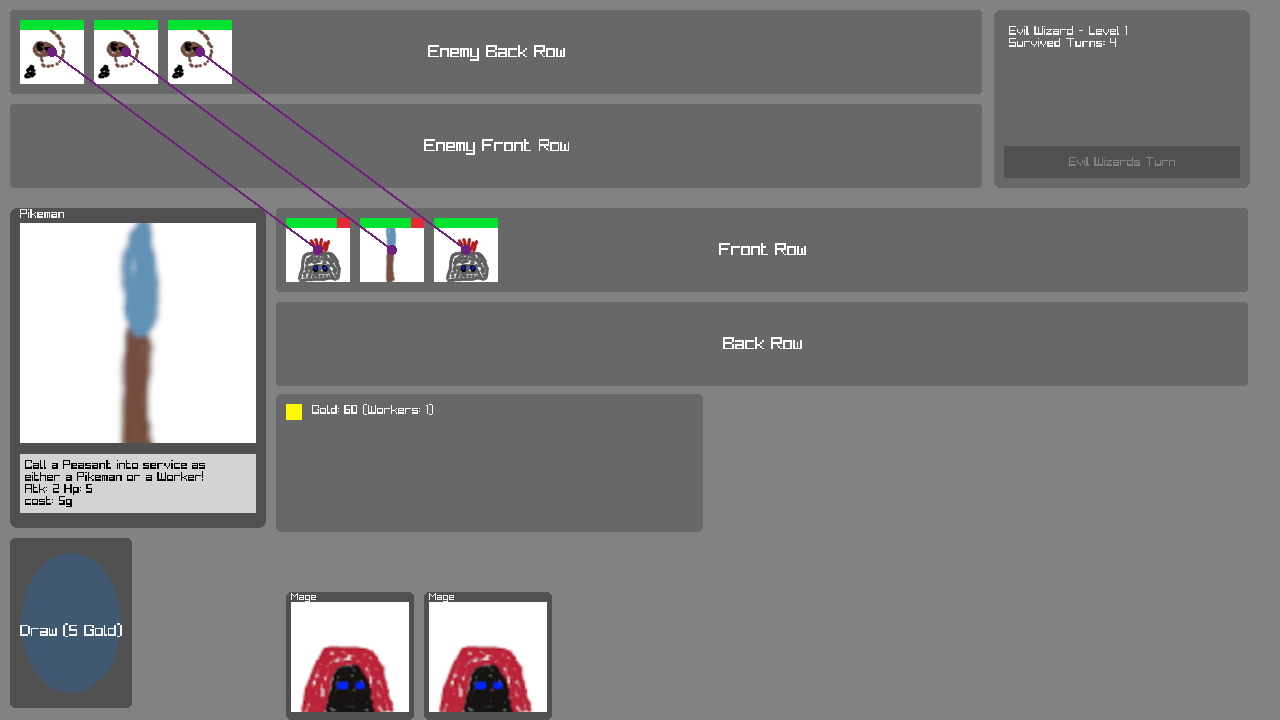 Enemy Back Row
Evil Wizard - Level 1
Survived Turns: 4
Enemy Front Row
Evil Wizards Turn
Pikeman
Front Row
Back Row
Gold: 60 (Workers: 1)
Call a Peasant into service as
either a Pikeman or a Worker!
Atk: 2 Hp: 5
cost: 5g
Draw (5 Gold)
Mage
Mage